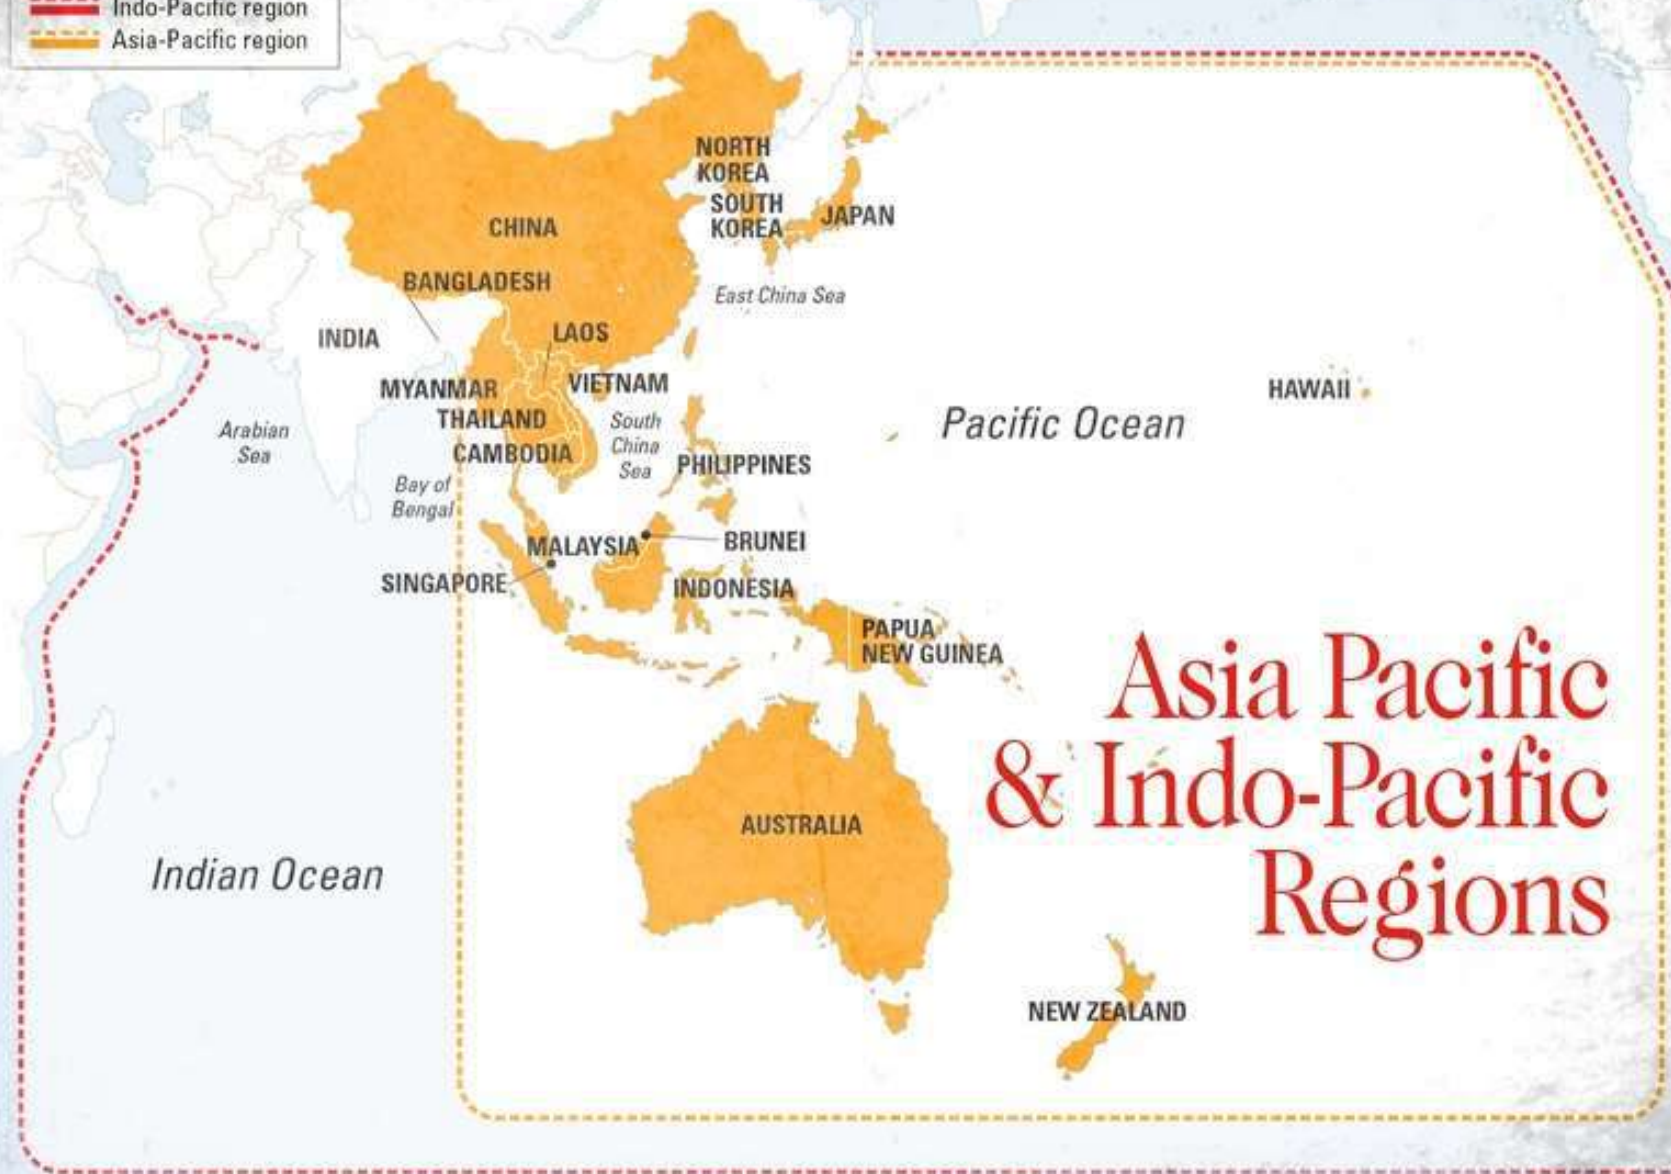 Indo-Pacific region
Asia-Pacific region
NORTH
KOREA
SOUTH
KOREA
JAPAN
CHINA
BANGLADESH
East China Sea
INDIA
LAOS
MYANMAR
VIETNAM
HAWAII
THAILAND
Arabian
Sea
South
China
Sea
Pacific Ocean
CAMBODIA
PHILIPPINES
Bay of
Bengal
MALAYSIA
BRUNEI
SINGAPORE
INDONESIA
PAPUA
NEW GUINEA
Asia Pacific
& Indo-Pacific
Regions
AUSTRALIA
Indian Ocean
NEW ZEALAND